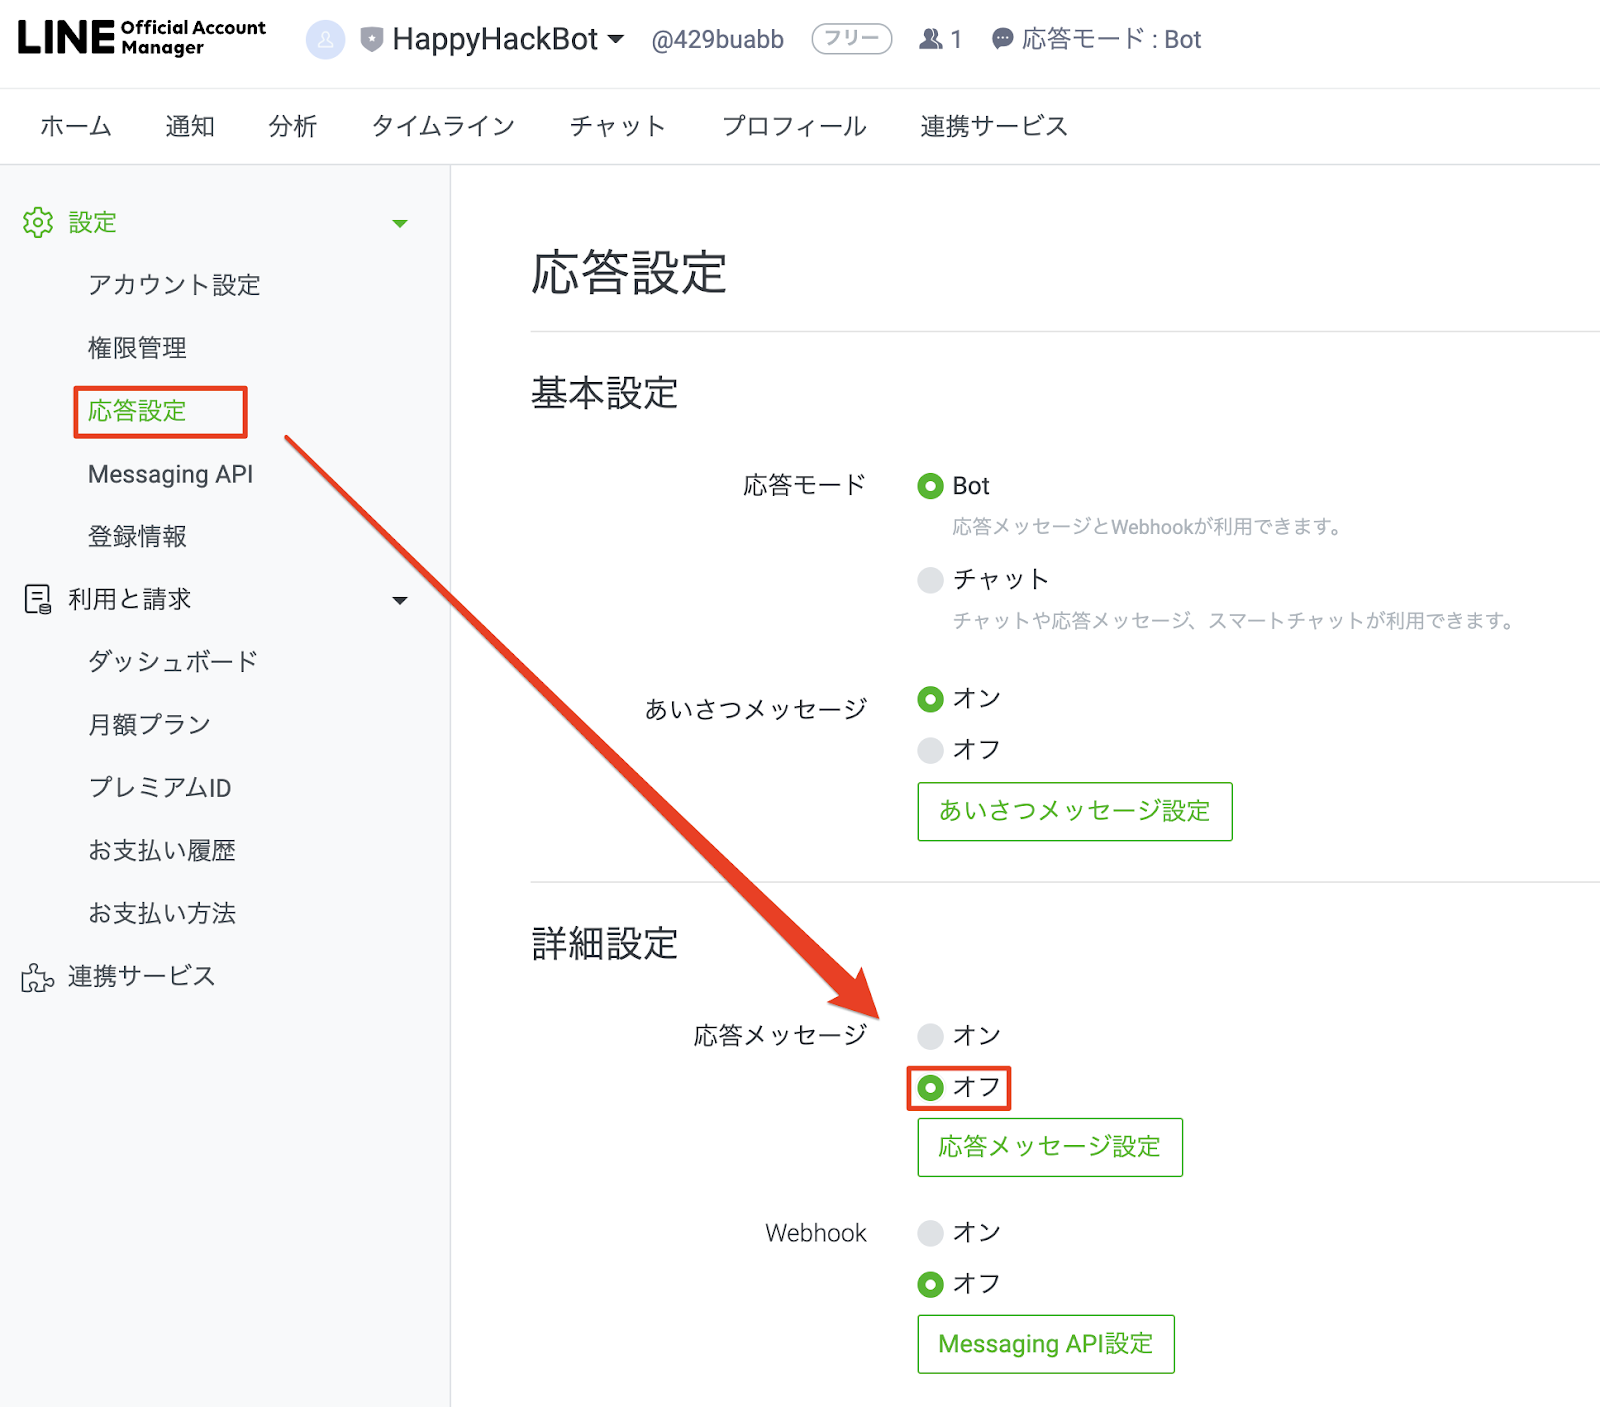 LINE Official Account Manager
HappyHackBot
@429buabb
フリー
1
応答モード : Bot
ホーム
通知
分析
タイムライン
チャット
プロフィール
連携サービス
設定
アカウント設定
権限管理
応答設定
Messaging API
登録情報
利用と請求
ダッシュボード
月額プラン
プレミアムID
お支払い履歴
お支払い方法
連携サービス
応答設定
基本設定
応答モード
Bot
応答メッセージとWebhookが利用できます。
チャット
チャットや応答メッセージ、スマートチャットが利用できます。
あいさつメッセージ
オン
オフ
あいさつメッセージ設定
詳細設定
応答メッセージ
オン
オフ
応答メッセージ設定
Webhook
オン
オフ
Messaging API設定